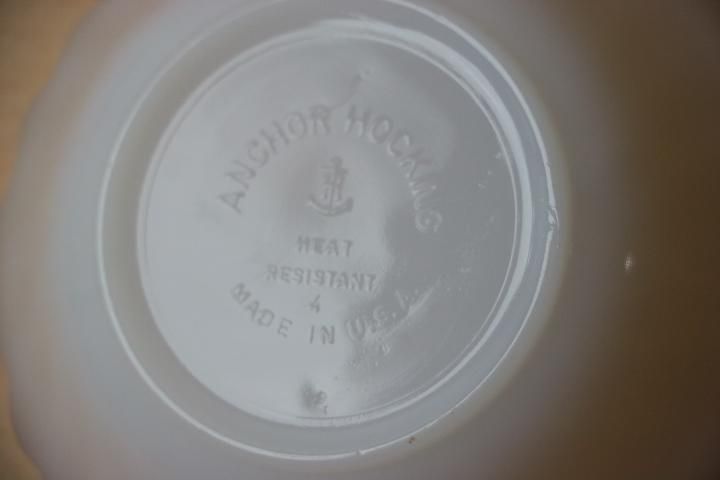 ANCHOR HOCKING
HEAT
RESISTANT
4
MADE IN U.S.A.